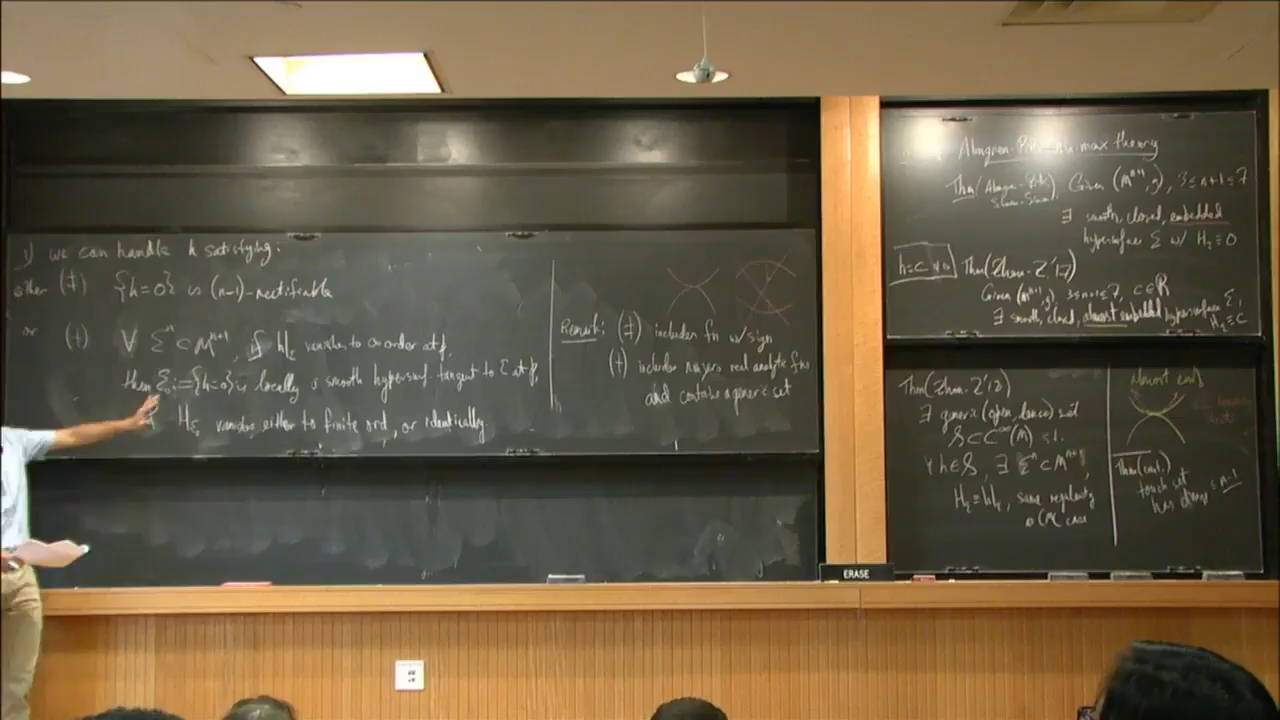 1) we can handle h satisfying:
either (‡) {h=0} is (n-1)-rectifiable
or (†) ∀ Σⁿ ⊂ Mⁿ⁺¹, if h|_Σ vanishes to ∞ order at p,
then Σ₁ := {h=0} is locally a smooth hypersurf. tangent to Σ at p,
vanishes either to finite ord, or identically.
Remark: (‡) includes fn w/ sign
(†) includes real analytic fns
and contains a generic set
Almgren-Pitts min-max theory
Thm (Almgren-Pitts, Schoen-Simon). Given (Mⁿ⁺¹, g), 3≤n+1≤7
∃ smooth, closed, embedded
hypersurface Σ w/ H_Σ ≡ 0
Thm (Zhou-Z '17)
Given (Mⁿ⁺¹, g), 3≤n+1≤7, c∈ℝ
∃ smooth, closed, almost embedded hypersurface Σ,
H_Σ ≡ c
Thm (Zhou-Z '18)
∃ generic (open, dense) set
S ⊂ C^∞(M) s.t.
∀ h∈S, ∃ Σⁿ ⊂ Mⁿ⁺¹,
H_Σ = h|_Σ, same regularity
as CMC case
almost emb
Thm (cont.)
touch set
has dim ≤ n-1
ERASE